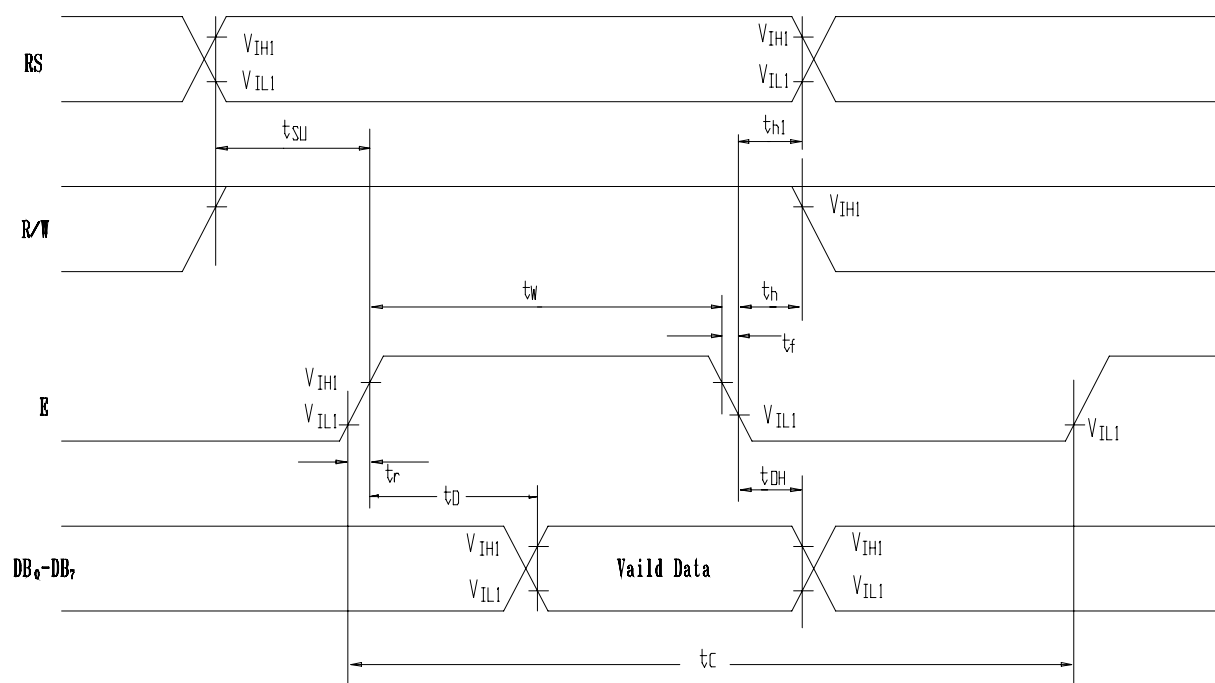 RS
VIH1
VIL1
VIH1
VIL1
tSU
th1
R/W
VIH1
tW
th
tf
E
VIH1
VIL1
VIL1
VIL1
tr
tD
tDH
DB0-DB7
VIH1
VIL1
Vaild Data
VIH1
VIL1
tC